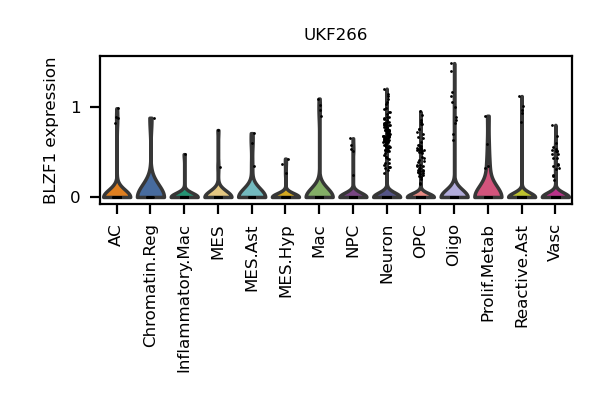 UKF266
BLZF1 expression
1
0
AC
Chromatin.Reg
Inflammatory.Mac
MES
MES.Ast
MES.Hyp
Mac
NPC
Neuron
OPC
Oligo
Prolif.Metab
Reactive.Ast
Vasc